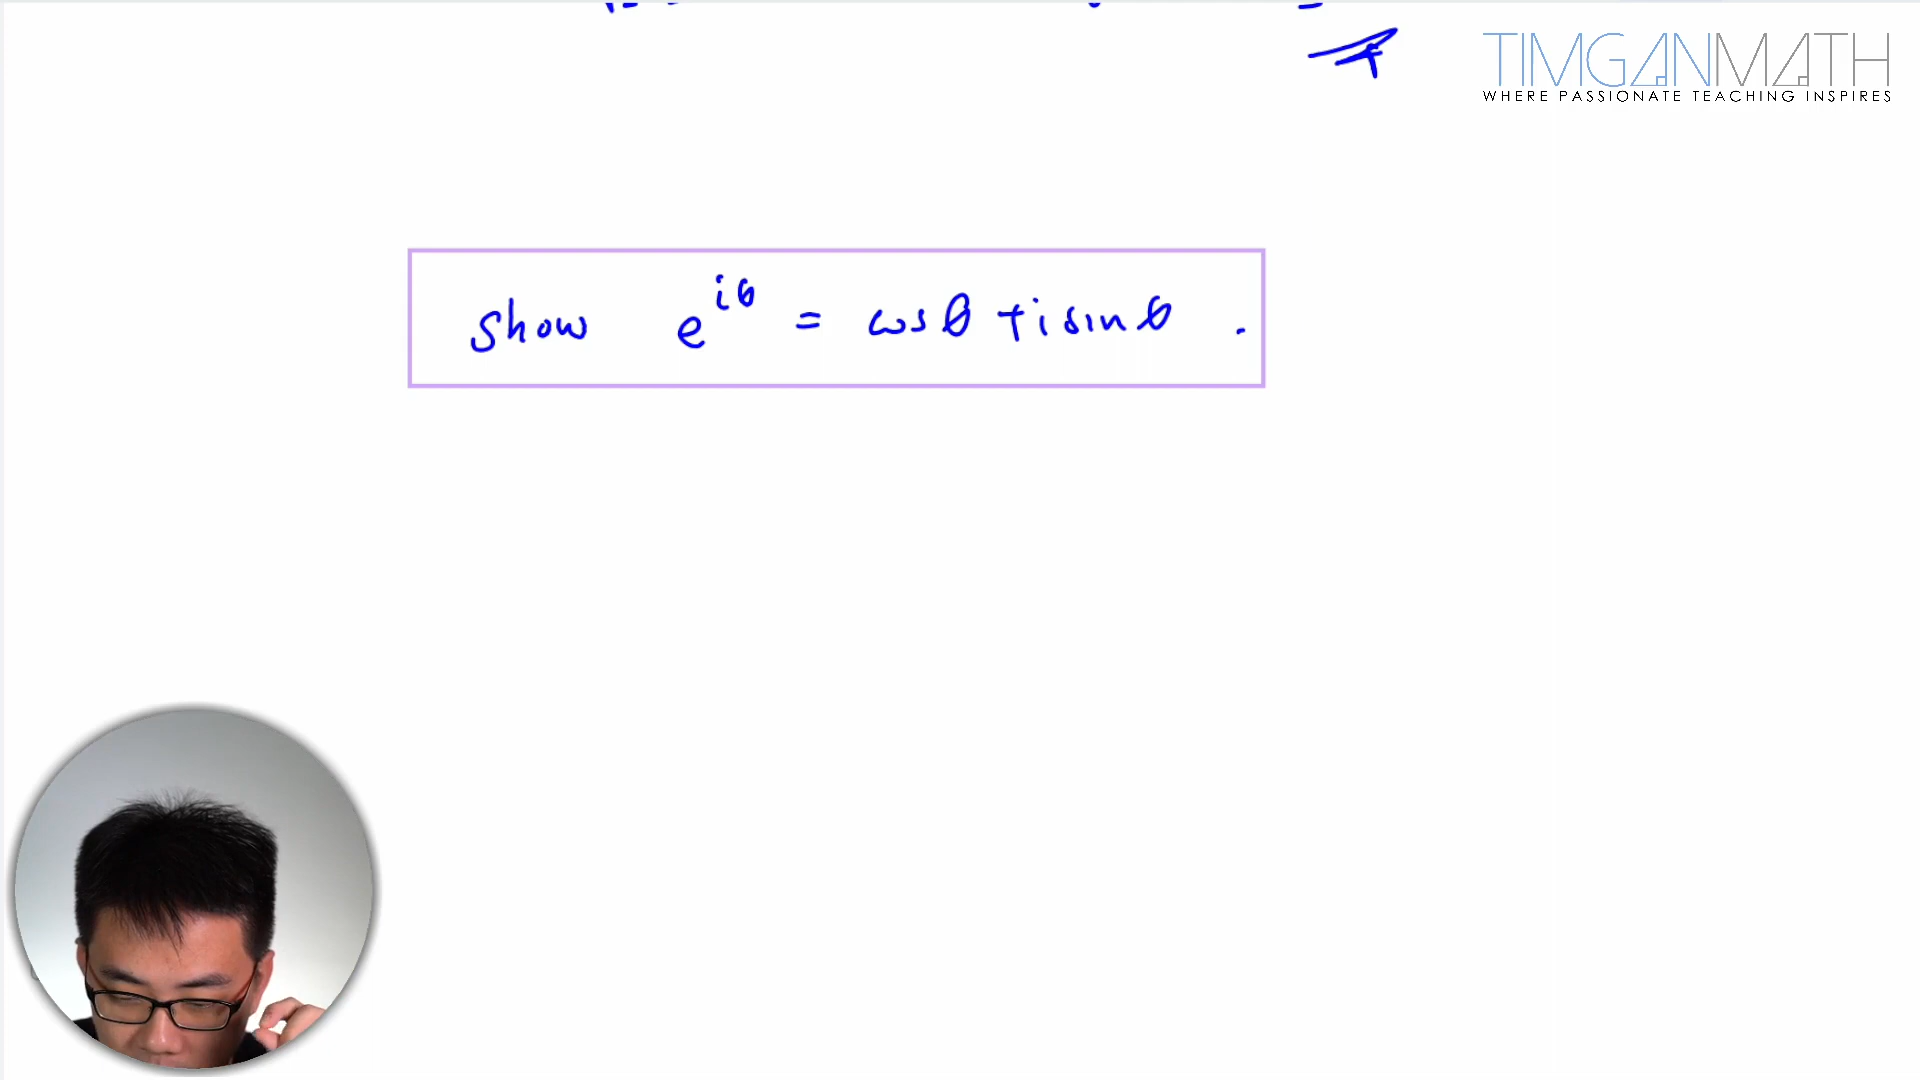 TIMGANMATH
WHERE PASSIONATE TEACHING INSPIRES
show e^{iθ} = cosθ + i sinθ .